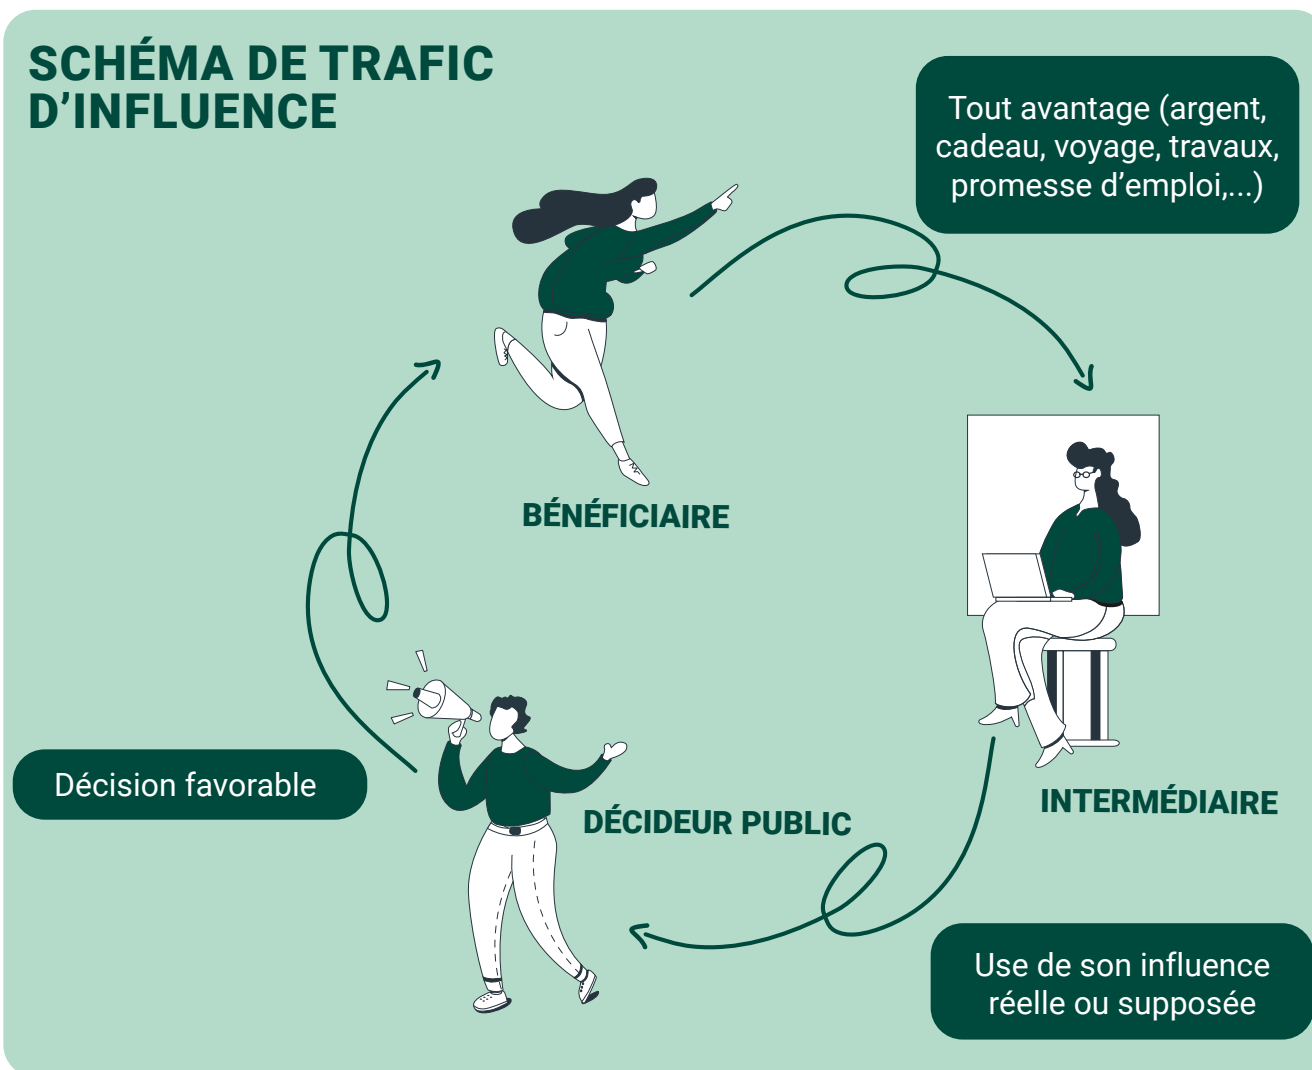 SCHÉMA DE TRAFIC
D’INFLUENCE
Tout avantage (argent,
cadeau, voyage, travaux,
promesse d’emploi,...)
BÉNÉFICIAIRE
INTERMÉDIAIRE
Use de son influence
réelle ou supposée
DÉCIDEUR PUBLIC
Décision favorable